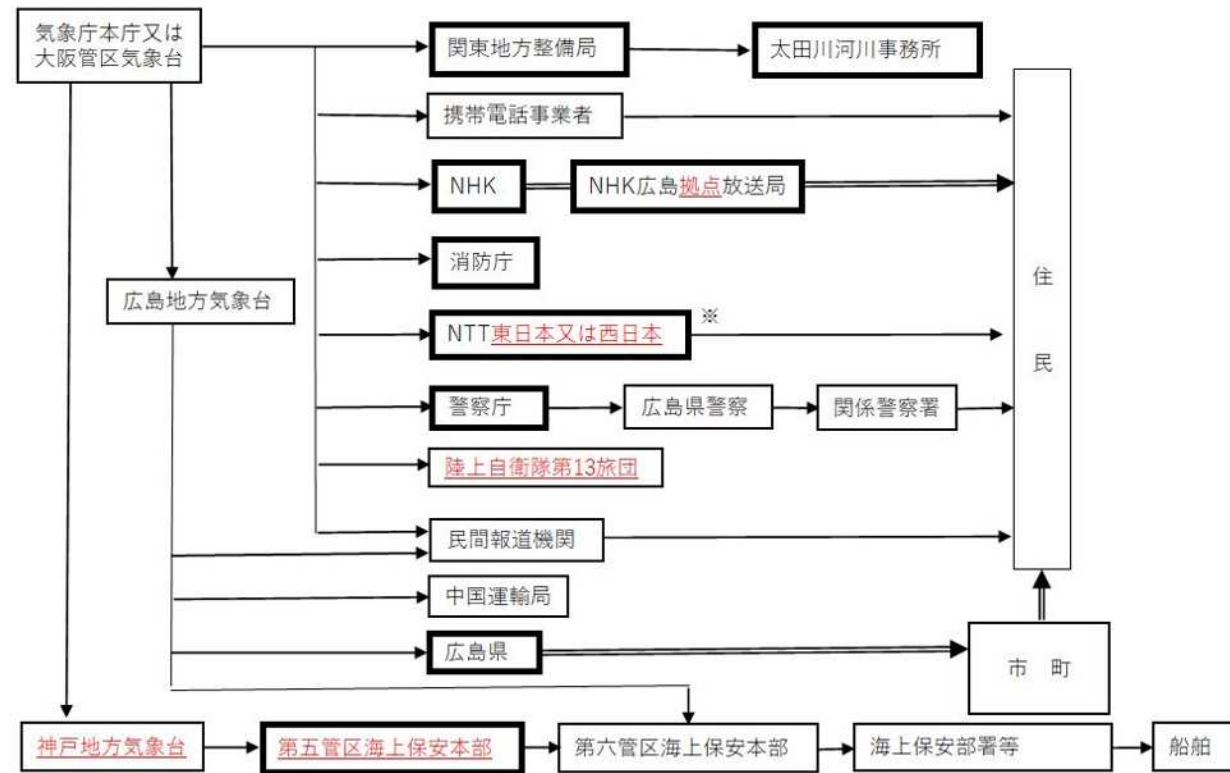 気象庁本庁又は
大阪管区気象台
関東地方整備局
太田川河川事務所
携帯電話事業者
NHK
NHK広島拠点放送局
消防庁
広島地方気象台
住
民
NTT東日本又は西日本
※
警察庁
広島県警察
関係警察署
陸上自衛隊第13旅団
民間報道機関
中国運輸局
広島県
市 町
神戸地方気象台
第五管区海上保安本部
第六管区海上保安本部
海上保安部署等
船舶